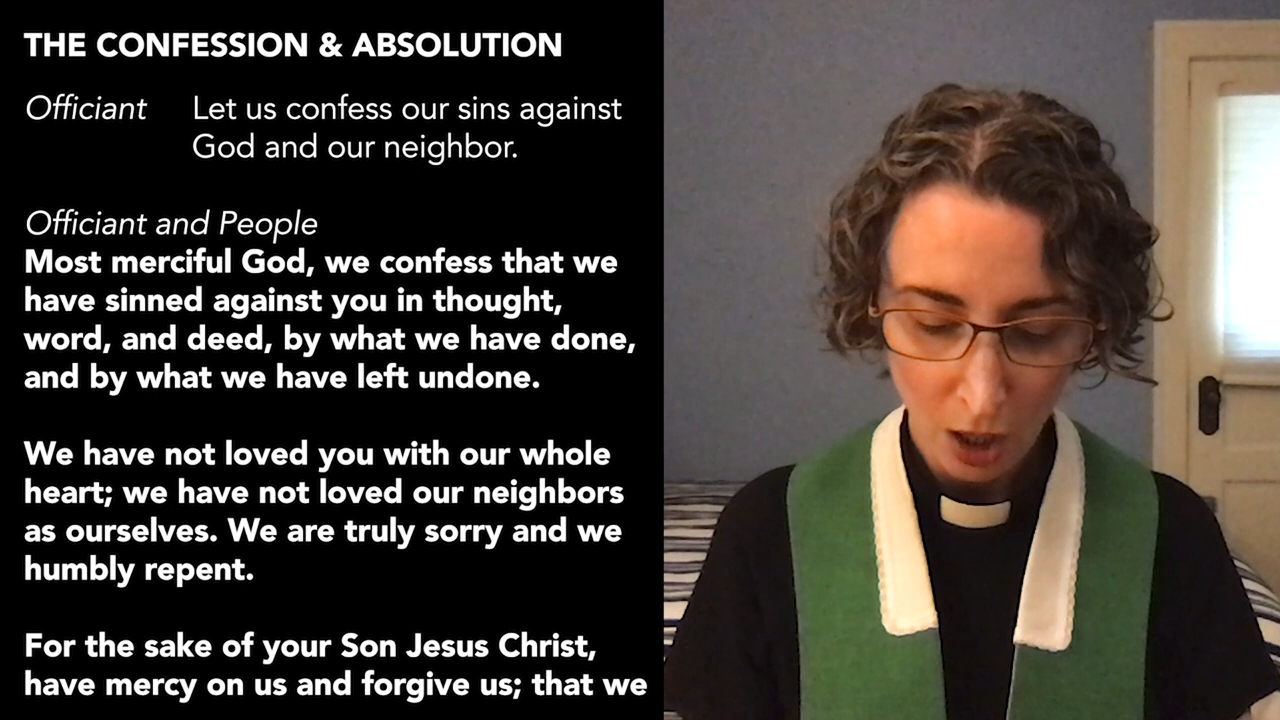 THE CONFESSION & ABSOLUTION
Officiant Let us confess our sins against
God and our neighbor.
Officiant and People
Most merciful God, we confess that we
have sinned against you in thought,
word, and deed, by what we have done,
and by what we have left undone.
We have not loved you with our whole
heart; we have not loved our neighbors
as ourselves. We are truly sorry and we
humbly repent.
For the sake of your Son Jesus Christ,
have mercy on us and forgive us; that we